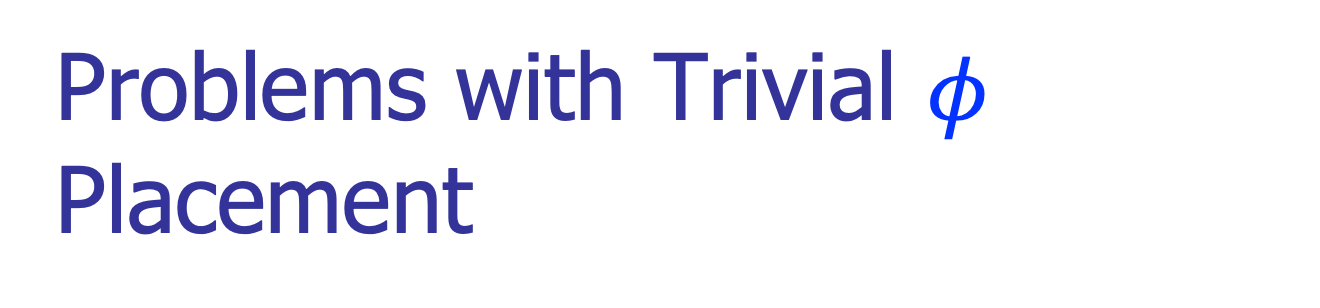 Problems with Trivial ϕ
Placement